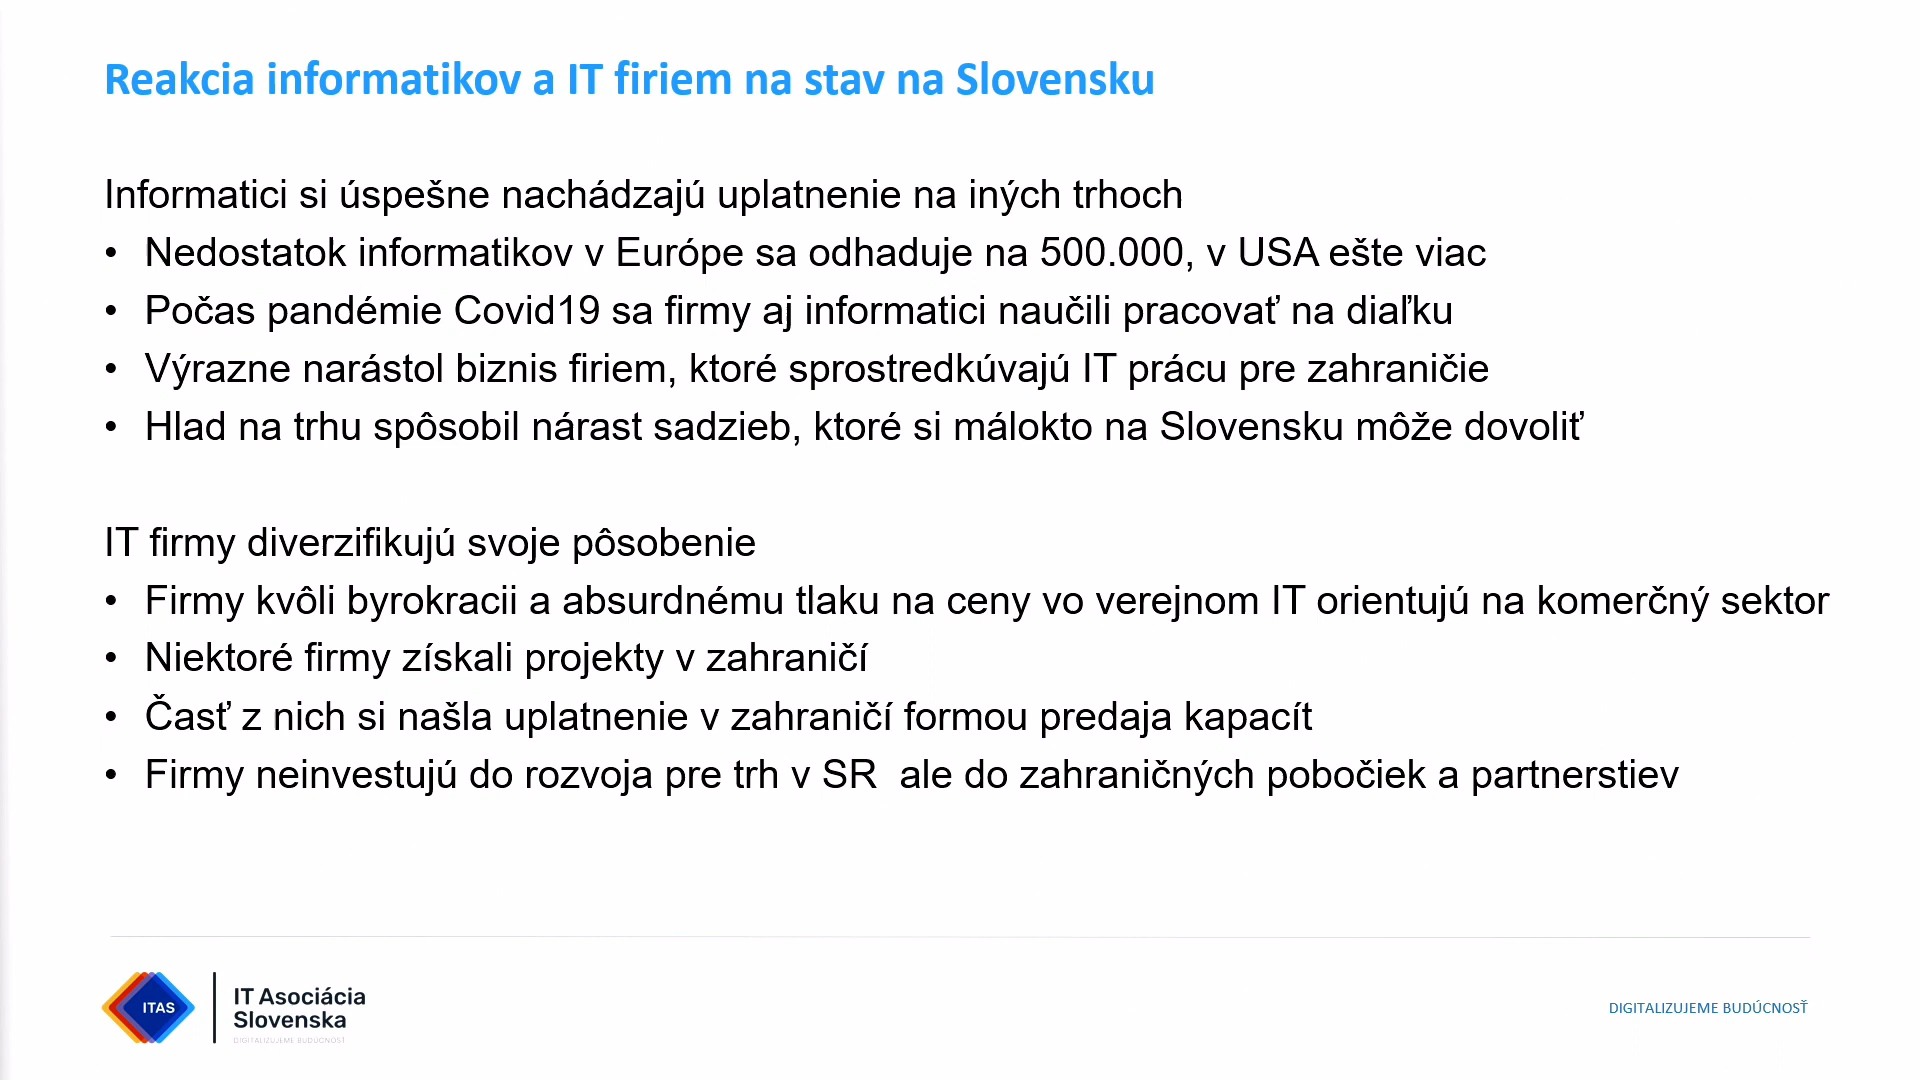 Reakcia informatikov a IT firiem na stav na Slovensku
Informatici si úspešne nachádzajú uplatnenie na iných trhoch
• Nedostatok informatikov v Európe sa odhaduje na 500.000, v USA ešte viac
• Počas pandémie Covid19 sa firmy aj informatici naučili pracovať na diaľku
• Výrazne narástol biznis firiem, ktoré sprostredkúvajú IT prácu pre zahraničie
• Hlad na trhu spôsobil nárast sadzieb, ktoré si málokto na Slovensku môže dovoliť
IT firmy diverzifikujú svoje pôsobenie
• Firmy kvôli byrokracii a absurdnému tlaku na ceny vo verejnom IT orientujú na komerčný sektor
• Niektoré firmy získali projekty v zahraničí
• Časť z nich si našla uplatnenie v zahraničí formou predaja kapacít
• Firmy neinvestujú do rozvoja pre trh v SR  ale do zahraničných pobočiek a partnerstiev
ITAS
IT Asociácia
Slovenska
DIGITALIZUJEME BUDÚCNOSŤ
DIGITALIZUJEME BUDÚCNOSŤ